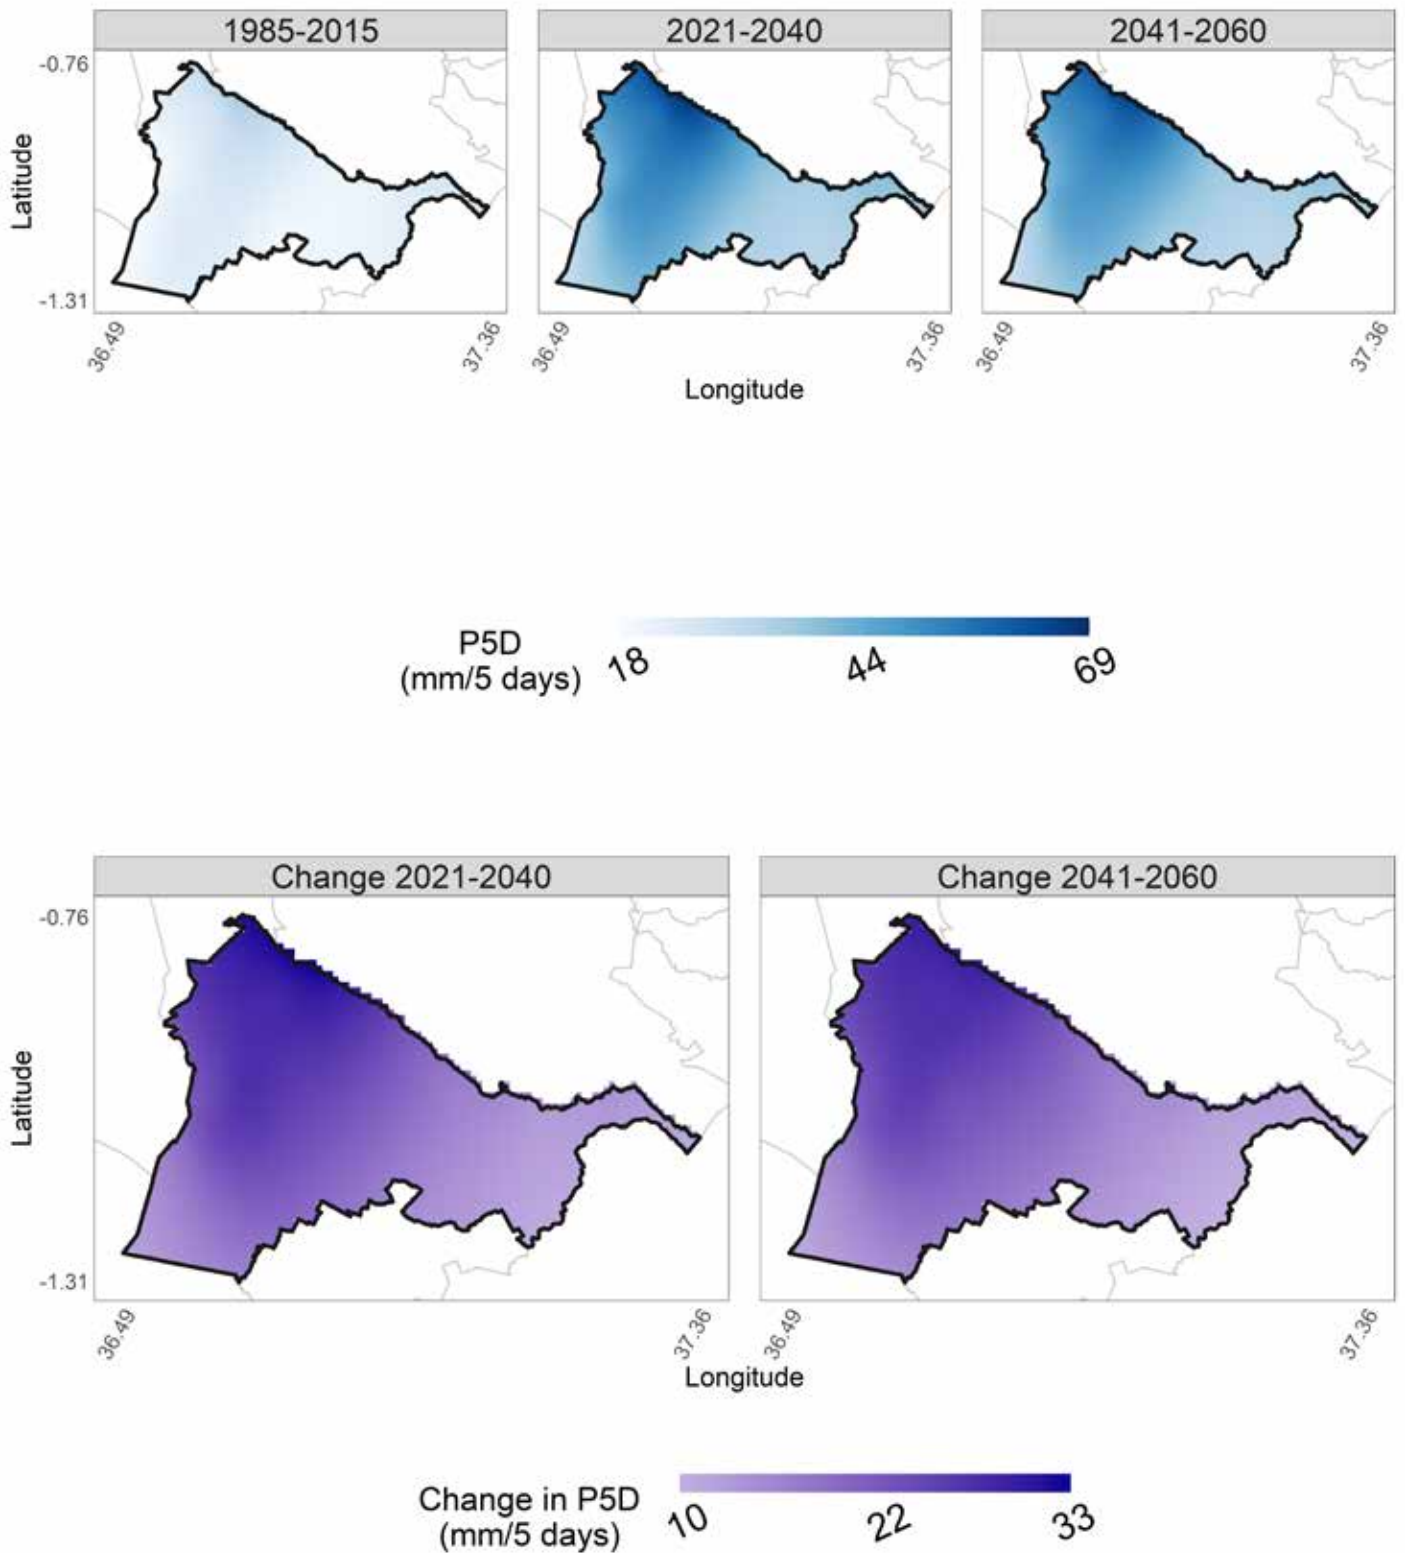 1985-2015
2021-2040
2041-2060
-0.76
Latitude
-1.31
36.49
37.36
36.49
37.36
36.49
37.36
Longitude
P5D
(mm/5 days)
18
44
69
Change 2021-2040
Change 2041-2060
-0.76
Latitude
-1.31
36.49
37.36
36.49
37.36
Longitude
Change in P5D
(mm/5 days)
10
22
33